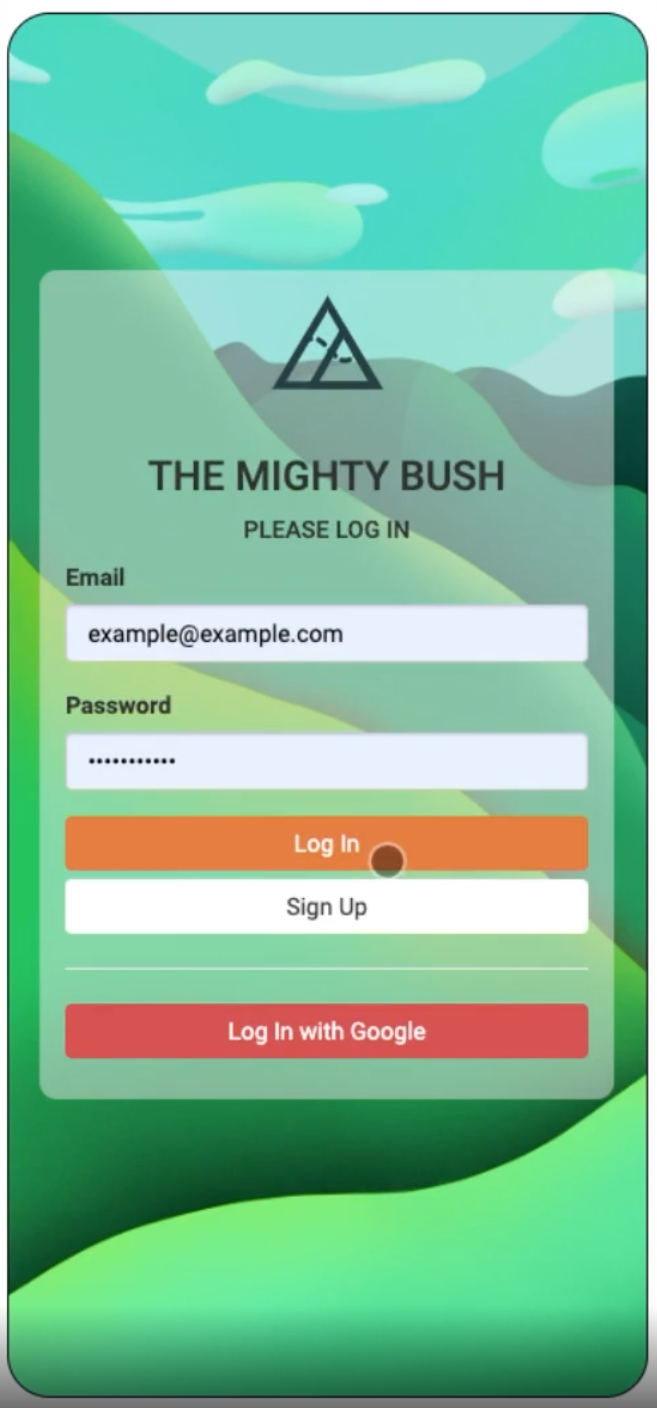 THE MIGHTY BUSH
PLEASE LOG IN
Email
example@example.com
Password
•••••••••••
Log In
Sign Up
Log In with Google